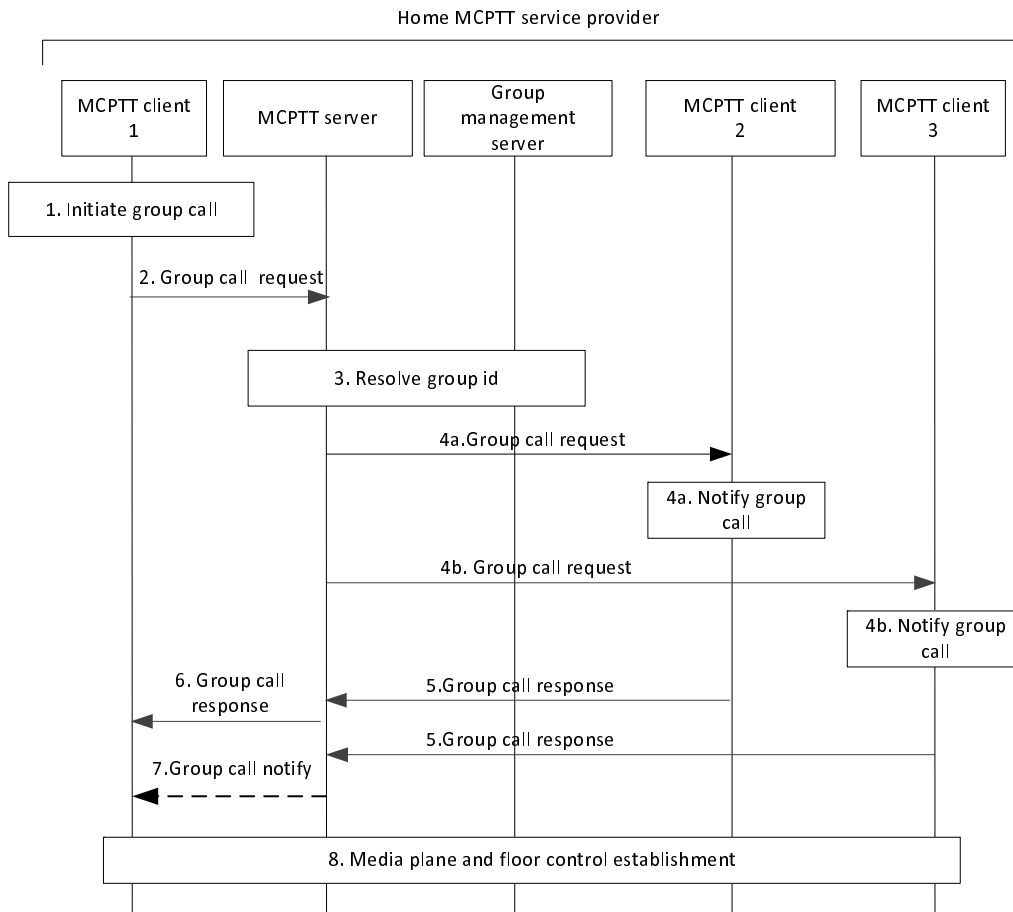 Home MCPTT service provider
MCPTT client
1
MCPTT server
Group
management
server
MCPTT client
2
MCPTT client
3
1. Initiate group call
2. Group call request
3. Resolve group id
4a.Group call request
4a. Notify group
call
4b. Group call request
4b. Notify group
call
6. Group call
response
5.Group call response
5.Group call response
7.Group call notify
8. Media plane and floor control establishment